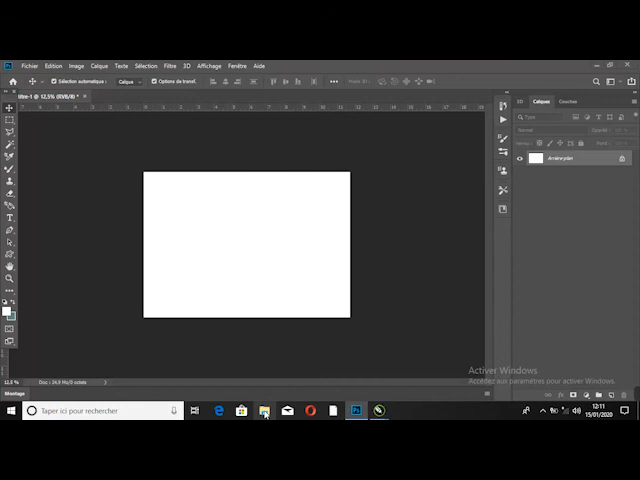 Fichier Edition Image Calque Texte Sélection Filtre 3D Affichage Fenêtre Aide
Sélection automatique : Calque Options de transf.
titre-1 @ 12,5% (RVB/8) *
3D Calques Couches
Type
Normal Opacité :
Fond :
Arrière-plan
12,5 % Doc : 24,9 Mo/0 octets
Activer Windows
Accédez aux paramètres pour activer Windows.
Montage
Taper ici pour rechercher
12:11
15/01/2020